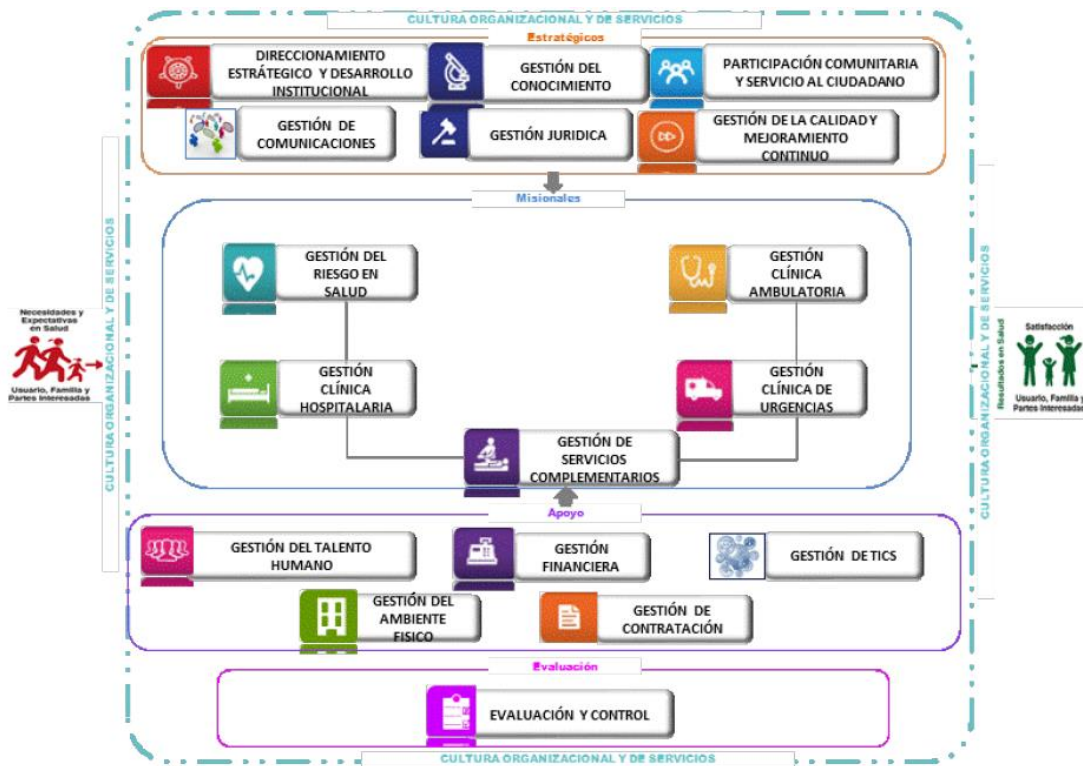 CULTURA ORGANIZACIONAL Y DE SERVICIOS
Estratégicos
DIRECCIONAMIENTO
ESTRÁTEGICO Y DESARROLLO
INSTITUCIONAL
GESTIÓN DEL
CONOCIMIENTO
PARTICIPACIÓN COMUNITARIA
Y SERVICIO AL CIUDADANO
GESTIÓN DE
COMUNICACIONES
GESTIÓN JURIDICA
GESTIÓN DE LA CALIDAD Y
MEJORAMIENTO
CONTINUO
Misionales
GESTIÓN DEL
RIESGO EN
SALUD
GESTIÓN
CLÍNICA
AMBULATORIA
CULTURA ORGANIZACIONAL Y DE SERVICIOS
Necesidades y
Expectativas
en Salud
Usuario, Familia y
Partes Interesadas
CULTURA ORGANIZACIONAL Y DE SERVICIOS
Resultados en Salud
Satisfacción
Usuario, Familia y
Partes Interesadas
GESTIÓN
CLÍNICA
HOSPITALARIA
GESTIÓN
CLÍNICA DE
URGENCIAS
GESTIÓN DE
SERVICIOS
COMPLEMENTARIOS
Apoyo
GESTIÓN DEL TALENTO
HUMANO
GESTIÓN
FINANCIERA
GESTIÓN DE TICS
GESTIÓN DEL
AMBIENTE
FISICO
GESTIÓN DE
CONTRATACIÓN
Evaluación
EVALUACIÓN Y CONTROL
CULTURA ORGANIZACIONAL Y DE SERVICIOS